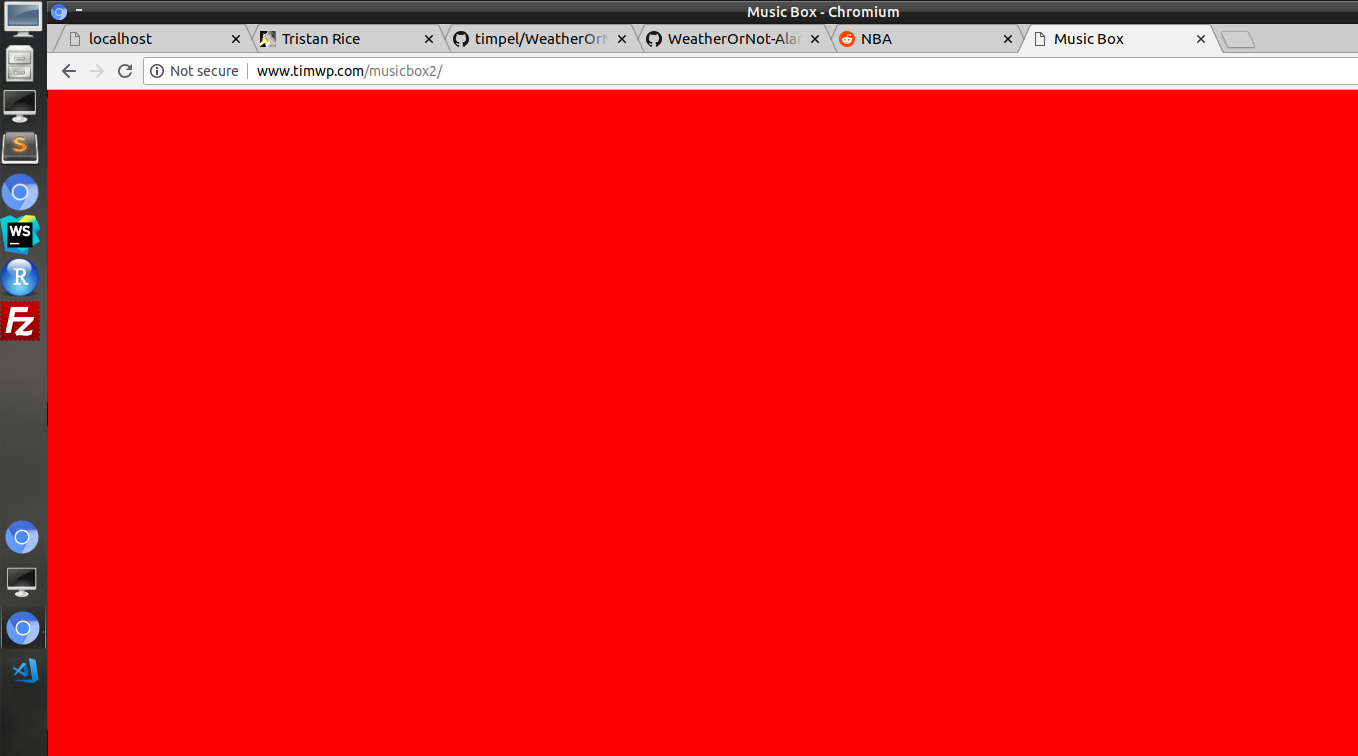 Music Box - Chromium
localhost
Tristan Rice
timpel/WeatherOrN
WeatherOrNot-Alar
NBA
Music Box
Not secure
www.timwp.com/musicbox2/
S
WS
R
FZ